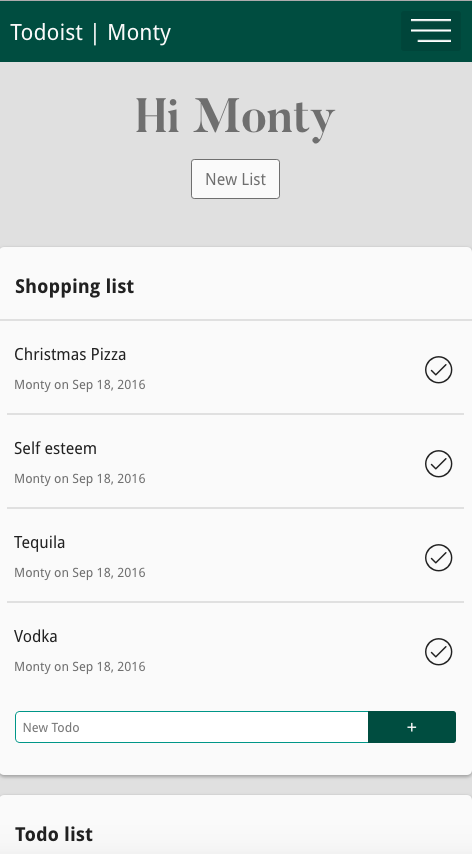 Todoist | Monty
Hi Monty
New List
Shopping list
Christmas Pizza
Monty on Sep 18, 2016
Self esteem
Monty on Sep 18, 2016
Tequila
Monty on Sep 18, 2016
Vodka
Monty on Sep 18, 2016
New Todo +
Todo list